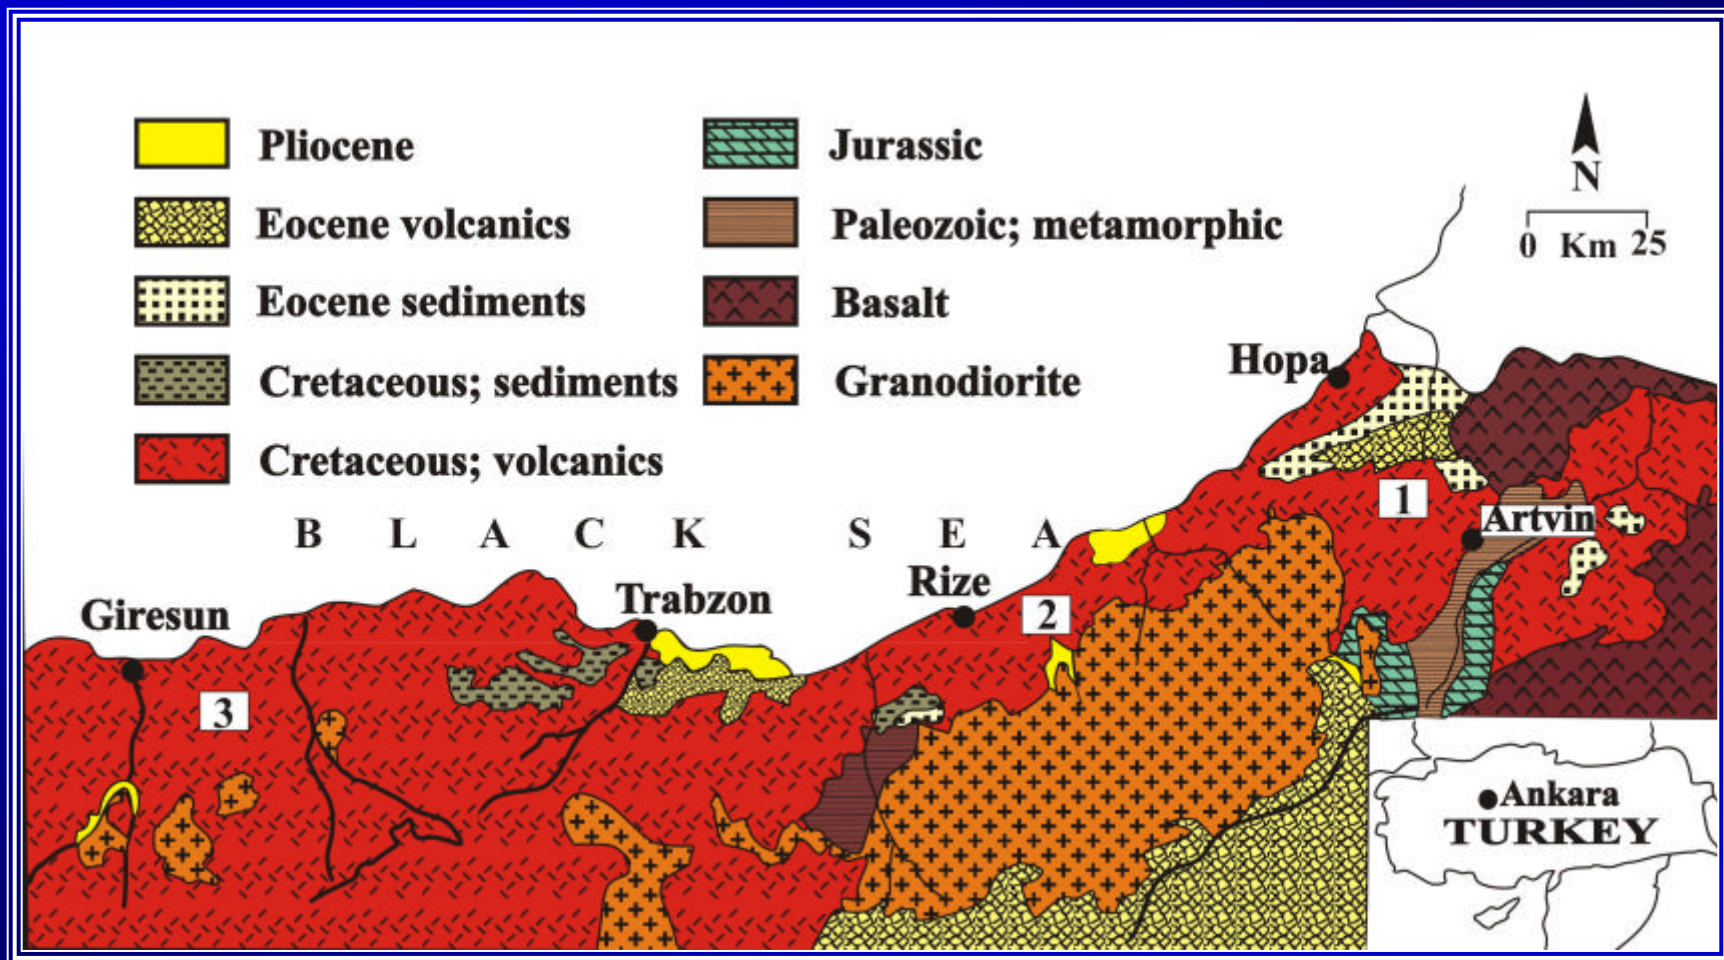 Pliocene
Eocene volcanics
Eocene sediments
Cretaceous; sediments
Cretaceous; volcanics
Jurassic
Paleozoic; metamorphic
Basalt
Granodiorite
N
0 Km 25
Hopa
1
Artvin
B L A C K S E A
Rize
2
Trabzon
Giresun
3
Ankara
TURKEY